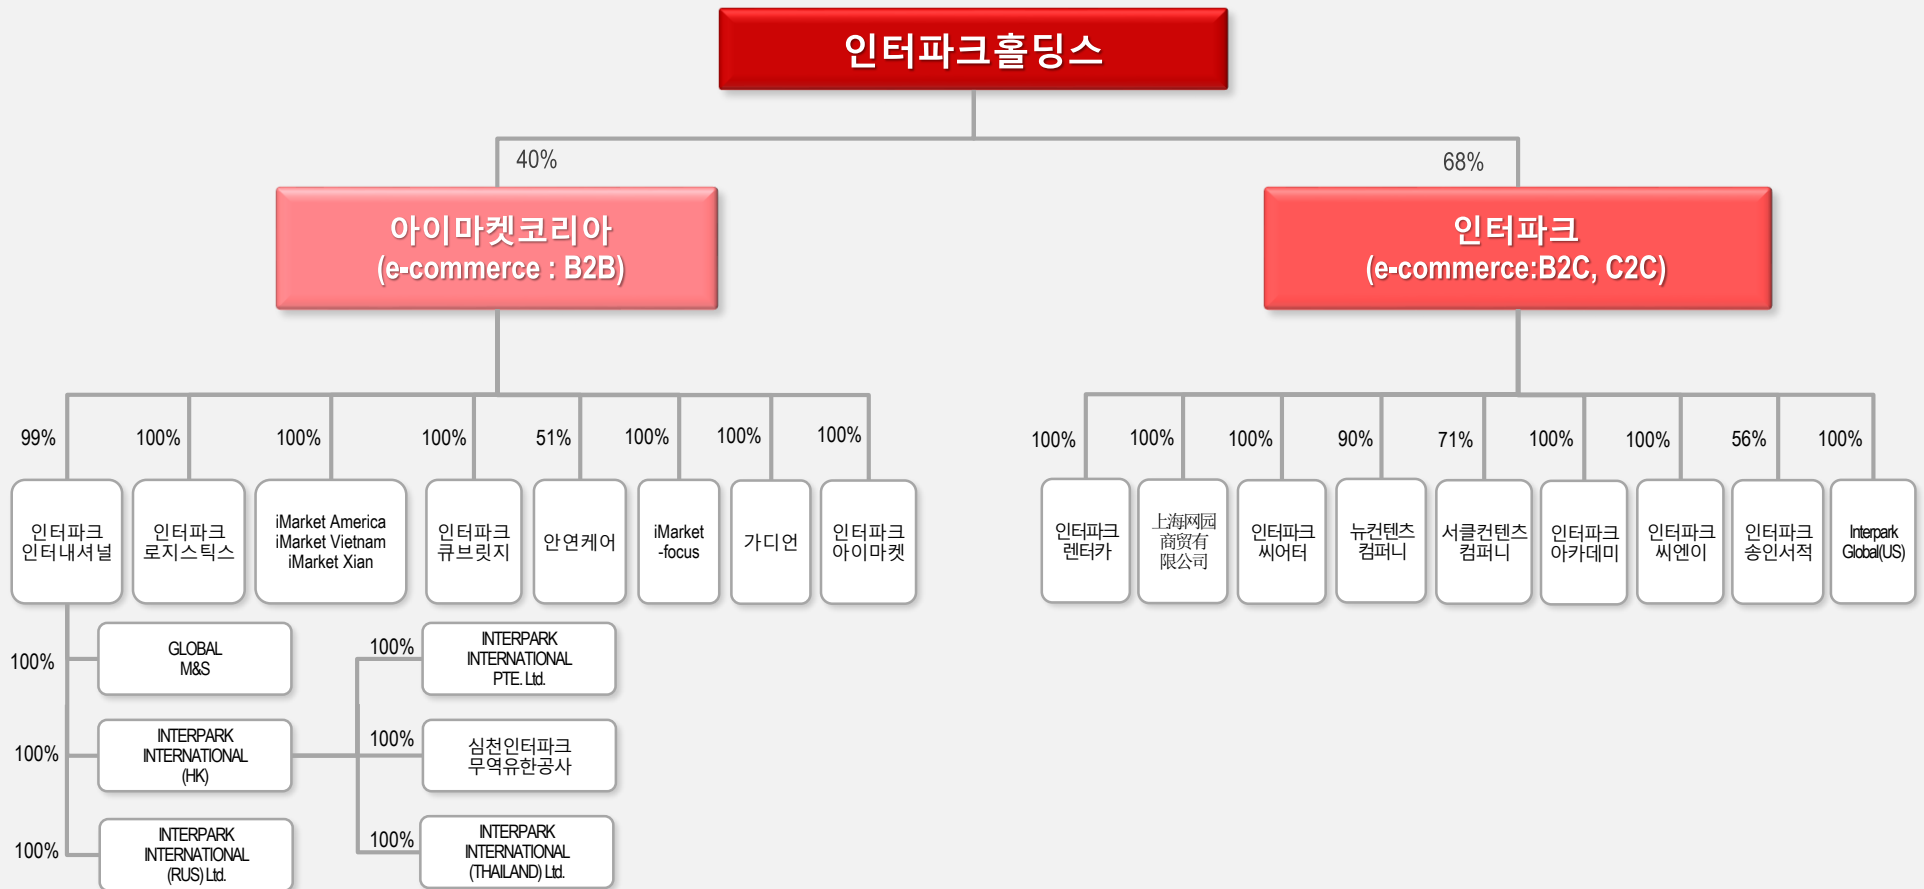 인터파크홀딩스
40%
68%
아이마켓코리아
(e-commerce : B2B)
인터파크
(e-commerce:B2C, C2C)
99%
100%
100%
100%
51%
100%
100%
100%
100%
100%
100%
90%
71%
100%
100%
56%
100%
인터파크
인터내셔널
인터파크
로지스틱스
iMarket America
iMarket Vietnam
iMarket Xian
인터파크
큐브릿지
안연케어
iMarket
-focus
가디언
인터파크
아이마켓
인터파크
렌터카
上海网园
商贸有
限公司
인터파크
씨어터
뉴컨텐츠
컴퍼니
서클컨텐츠
컴퍼니
인터파크
아카데미
인터파크
씨엔이
인터파크
송인서적
Interpark
Global(US)
100%
GLOBAL
M&S
100%
INTERPARK
INTERNATIONAL
PTE. Ltd.
100%
INTERPARK
INTERNATIONAL
(HK)
100%
심천인터파크
무역유한공사
100%
INTERPARK
INTERNATIONAL
(RUS) Ltd.
100%
INTERPARK
INTERNATIONAL
(THAILAND) Ltd.